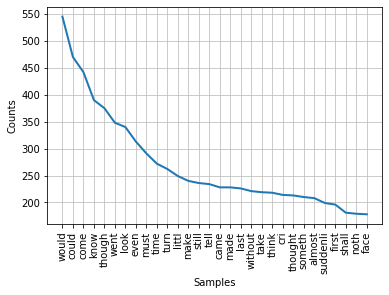 550
500
450
400
350
300
250
200
Counts
would
could
come
know
though
went
look
even
must
time
turn
littl
make
still
tell
came
made
last
without
take
think
cri
thought
someth
almost
suddenli
first
shall
noth
face
Samples